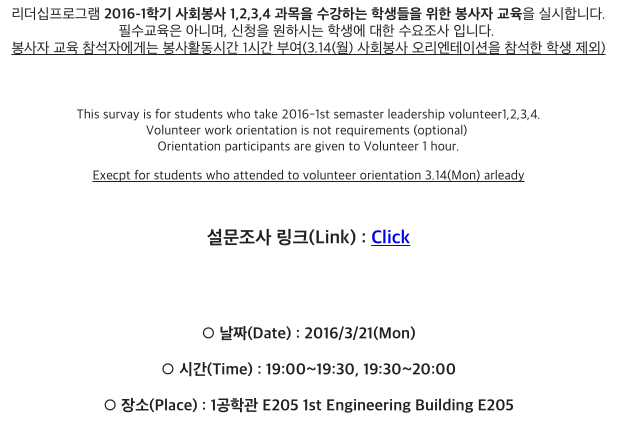 리더십프로그램 2016-1학기 사회봉사 1,2,3,4 과목을 수강하는 학생들을 위한 봉사자 교육을 실시합니다.
필수교육은 아니며, 신청을 원하시는 학생에 대한 수요조사 입니다.
봉사자 교육 참석자에게는 봉사활동시간 1시간 부여(3.14(월) 사회봉사 오리엔테이션을 참석한 학생 제외)
This survay is for students who take 2016-1st semaster leadership volunteer1,2,3,4.
Volunteer work orientation is not requirements (optional)
Orientation participants are given to Volunteer 1 hour.
Execpt for students who attended to volunteer orientation 3.14(Mon) arleady
설문조사 링크(Link) : Click
○ 날짜(Date) : 2016/3/21(Mon)
○ 시간(Time) : 19:00~19:30, 19:30~20:00
○ 장소(Place) : 1공학관 E205 1st Engineering Building E205